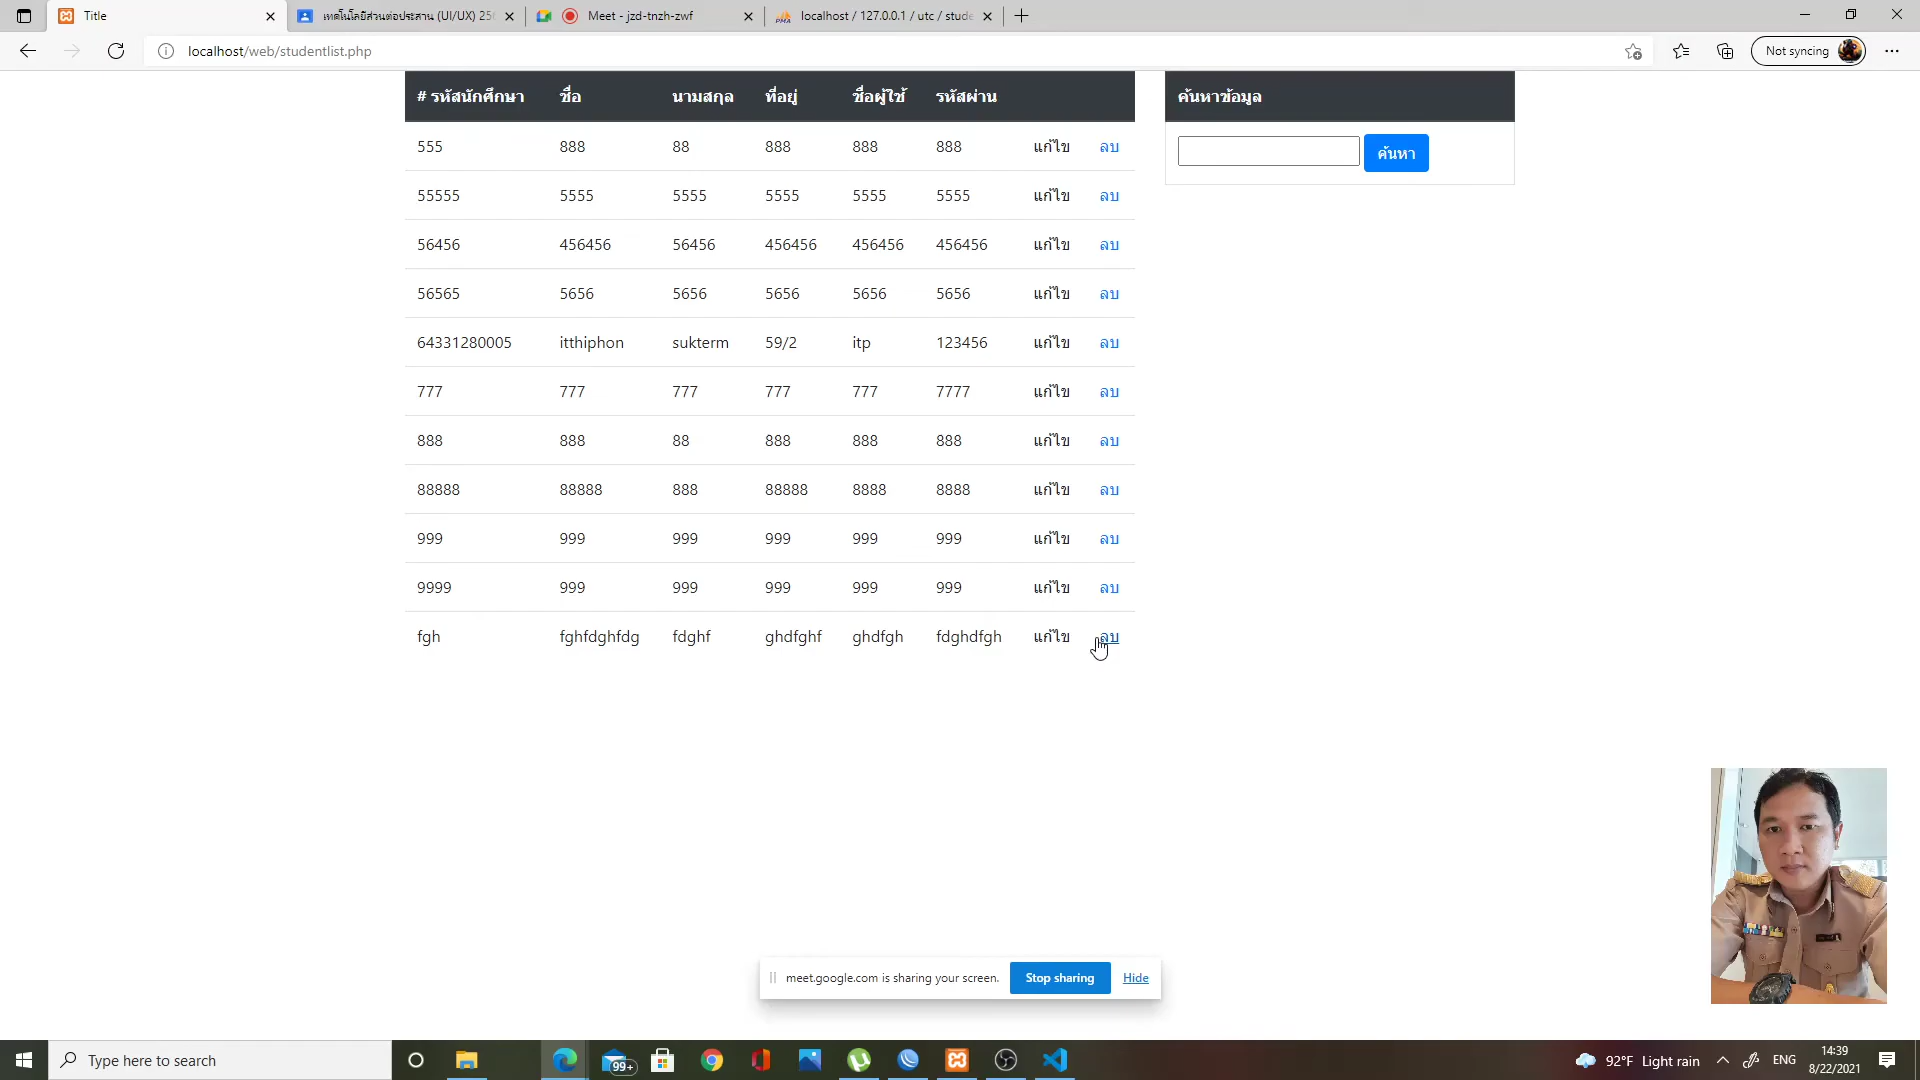 Title
เทคโนโลยีส่วนต่อประสาน (UI/UX) 25
Meet - jzd-tnzh-zwf
localhost / 127.0.0.1 / utc / stude
localhost/web/studentlist.php
Not syncing
# รหัสนักศึกษา ชื่อ นามสกุล ที่อยู่ ชื่อผู้ใช้ รหัสผ่าน
ค้นหาข้อมูล
ค้นหา
555 888 88 888 888 888 แก้ไข ลบ
55555 5555 5555 5555 5555 5555 แก้ไข ลบ
56456 456456 56456 456456 456456 456456 แก้ไข ลบ
56565 5656 5656 5656 5656 5656 แก้ไข ลบ
64331280005 itthiphon sukterm 59/2 itp 123456 แก้ไข ลบ
777 777 777 777 777 7777 แก้ไข ลบ
888 888 88 888 888 888 แก้ไข ลบ
88888 88888 888 88888 8888 8888 แก้ไข ลบ
999 999 999 999 999 999 แก้ไข ลบ
9999 999 999 999 999 999 แก้ไข ลบ
fgh fghfdghfdg fdghf ghdfghf ghdfgh fdghdfgh แก้ไข ลบ
meet.google.com is sharing your screen. Stop sharing Hide
Type here to search
99+
92°F Light rain
ENG
14:39
8/22/2021